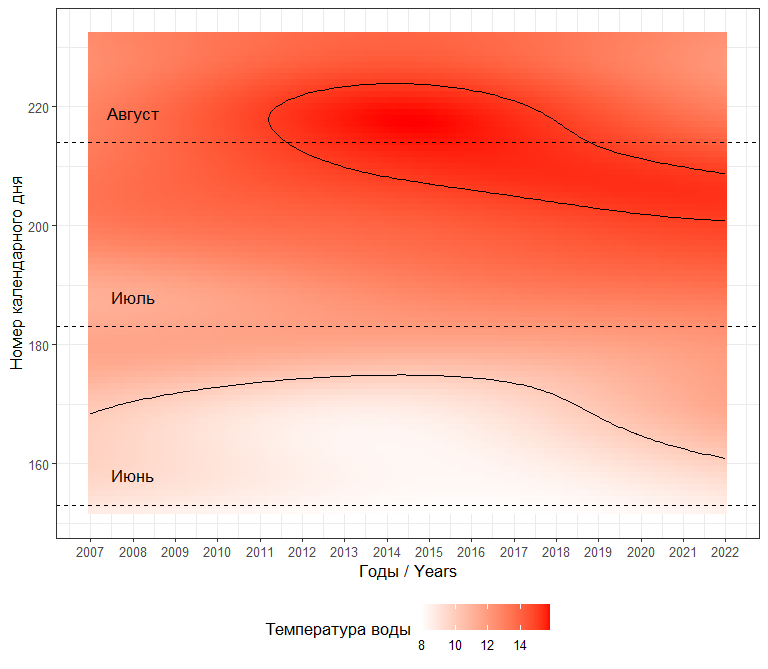 Номер календарного дня
220
200
180
160
Август
Июль
Июнь
2007 2008 2009 2010 2011 2012 2013 2014 2015 2016 2017 2018 2019 2020 2021 2022
Годы / Years
Температура воды
8 10 12 14